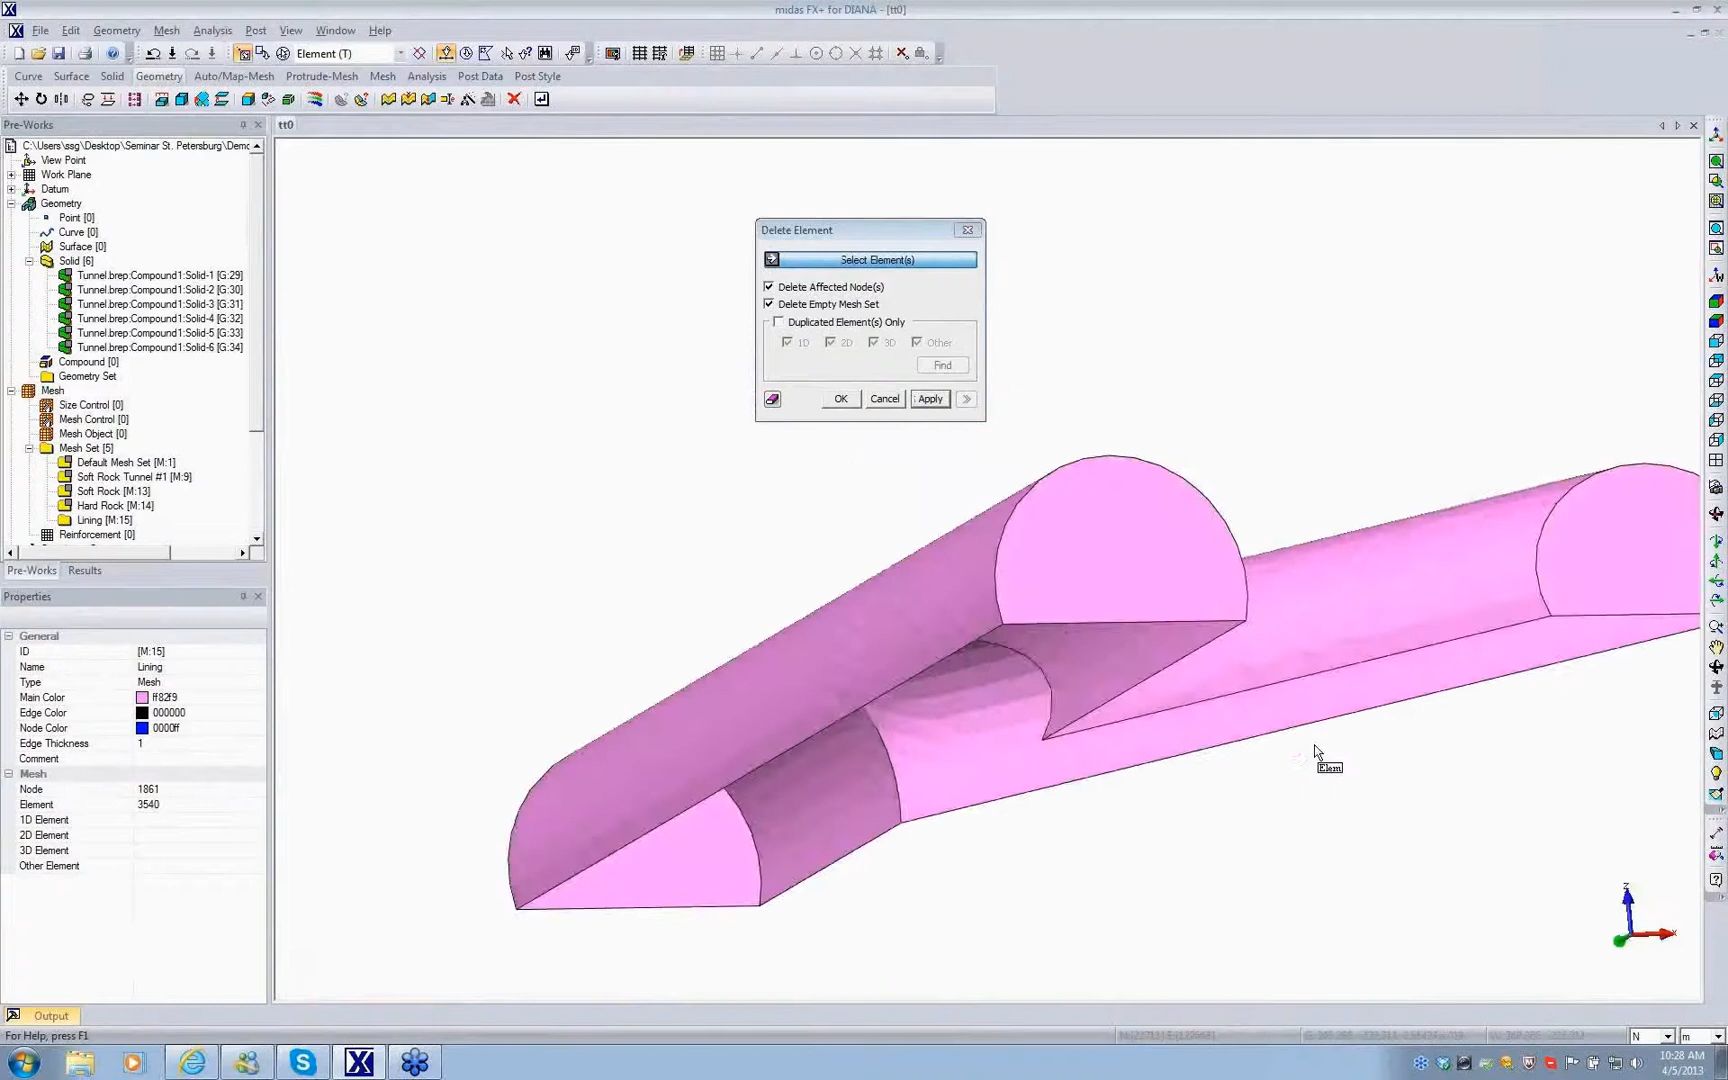 midas FX+ for DIANA - [tt0]
File Edit Geometry Mesh Analysis Post View Window Help
Element (T)
Curve Surface Solid Geometry Auto/Map-Mesh Protrude-Mesh Mesh Analysis Post Data Post Style
Pre-Works
tt0
C:\Users\ssg\Desktop\Seminar St. Petersburg\Demo
View Point
Work Plane
Datum
Geometry
Point [0]
Curve [0]
Surface [0]
Solid [6]
Tunnel.brep:Compound1:Solid-1 [G:29]
Tunnel.brep:Compound1:Solid-2 [G:30]
Tunnel.brep:Compound1:Solid-3 [G:31]
Tunnel.brep:Compound1:Solid-4 [G:32]
Tunnel.brep:Compound1:Solid-5 [G:33]
Tunnel.brep:Compound1:Solid-6 [G:34]
Compound [0]
Geometry Set
Mesh
Size Control [0]
Mesh Control [0]
Mesh Object [0]
Mesh Set [5]
Default Mesh Set [M:1]
Soft Rock Tunnel #1 [M:9]
Soft Rock [M:13]
Hard Rock [M:14]
Lining [M:15]
Reinforcement [0]
Pre-Works Results
Properties
General
ID [M:15]
Name Lining
Type Mesh
Main Color ff82f9
Edge Color 000000
Node Color 0000ff
Edge Thickness 1
Comment
Mesh
Node 1861
Element 3540
1D Element
2D Element
3D Element
Other Element
Delete Element
Select Element(s)
Delete Affected Node(s)
Delete Empty Mesh Set
Duplicated Element(s) Only
1D 2D 3D Other
Find
OK Cancel Apply
Elem
z
x
Output
For Help, press F1
N m
10:28 AM
4/5/2013